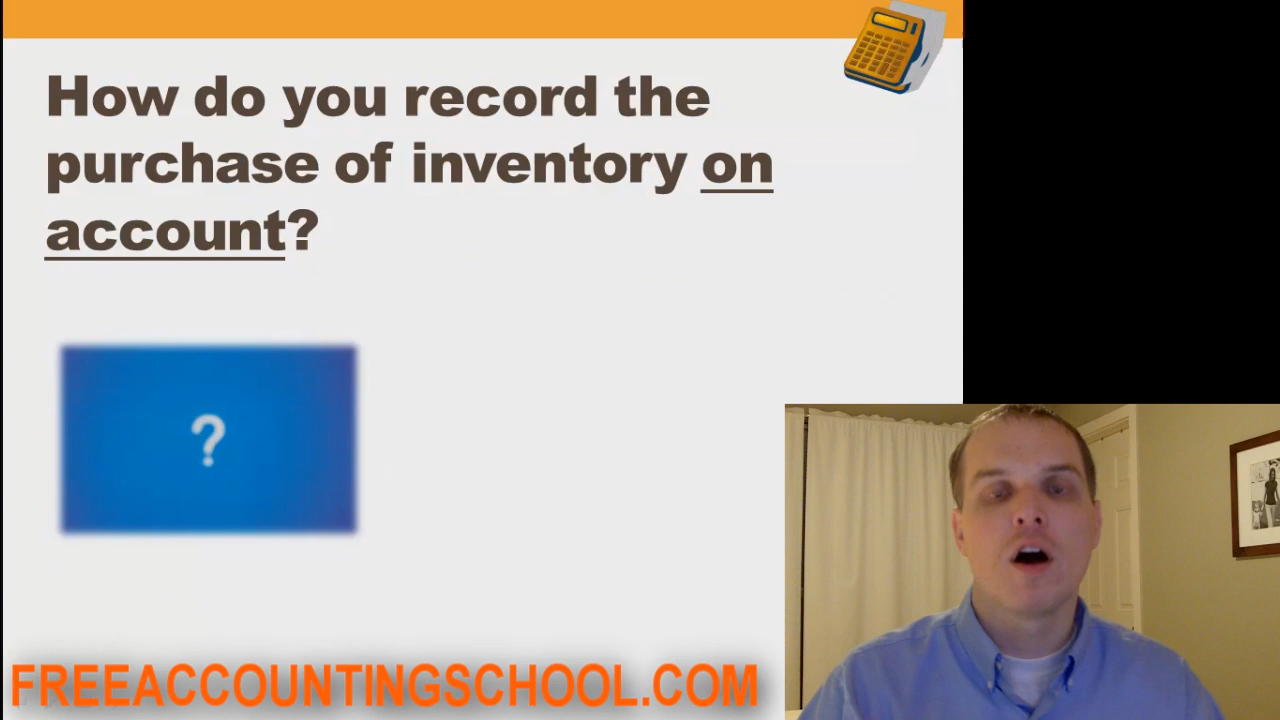 How do you record the
purchase of inventory on
account?
?
FREEACCOUNTINGSCHOOL.COM